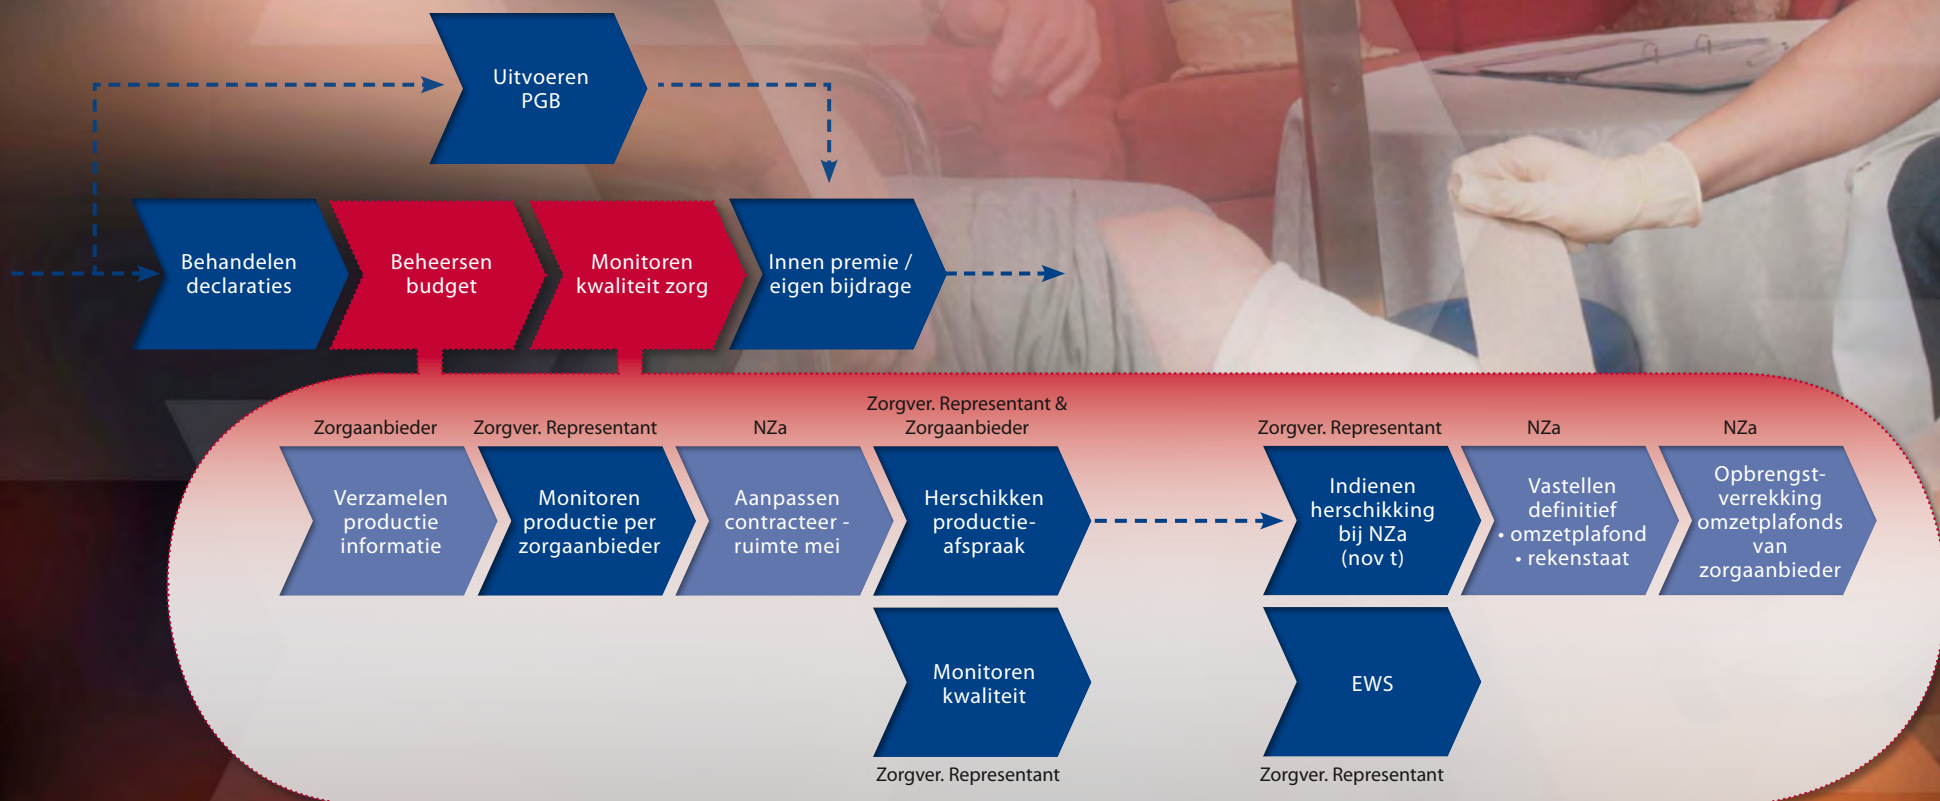 Uitvoeren
PGB
Behandelen
declaraties
Beheersen
budget
Monitoren
kwaliteit zorg
Innen premie /
eigen bijdrage
Zorgaanbieder
Zorgver. Representant
NZa
Zorgver. Representant &
Zorgaanbieder
Zorgver. Representant
NZa
NZa
Verzamelen
productie
informatie
Monitoren
productie per
zorgaanbieder
Aanpassen
contracteer -
ruimte mei
Herschikken
productie-
afspraak
Indienen
herschikking
bij NZa
(nov t)
Vastellen
definitief
• omzetplafond
• rekenstaat
Opbrengst-
verrekking
omzetplafonds
van
zorgaanbieder
Monitoren
kwaliteit
EWS
Zorgver. Representant
Zorgver. Representant